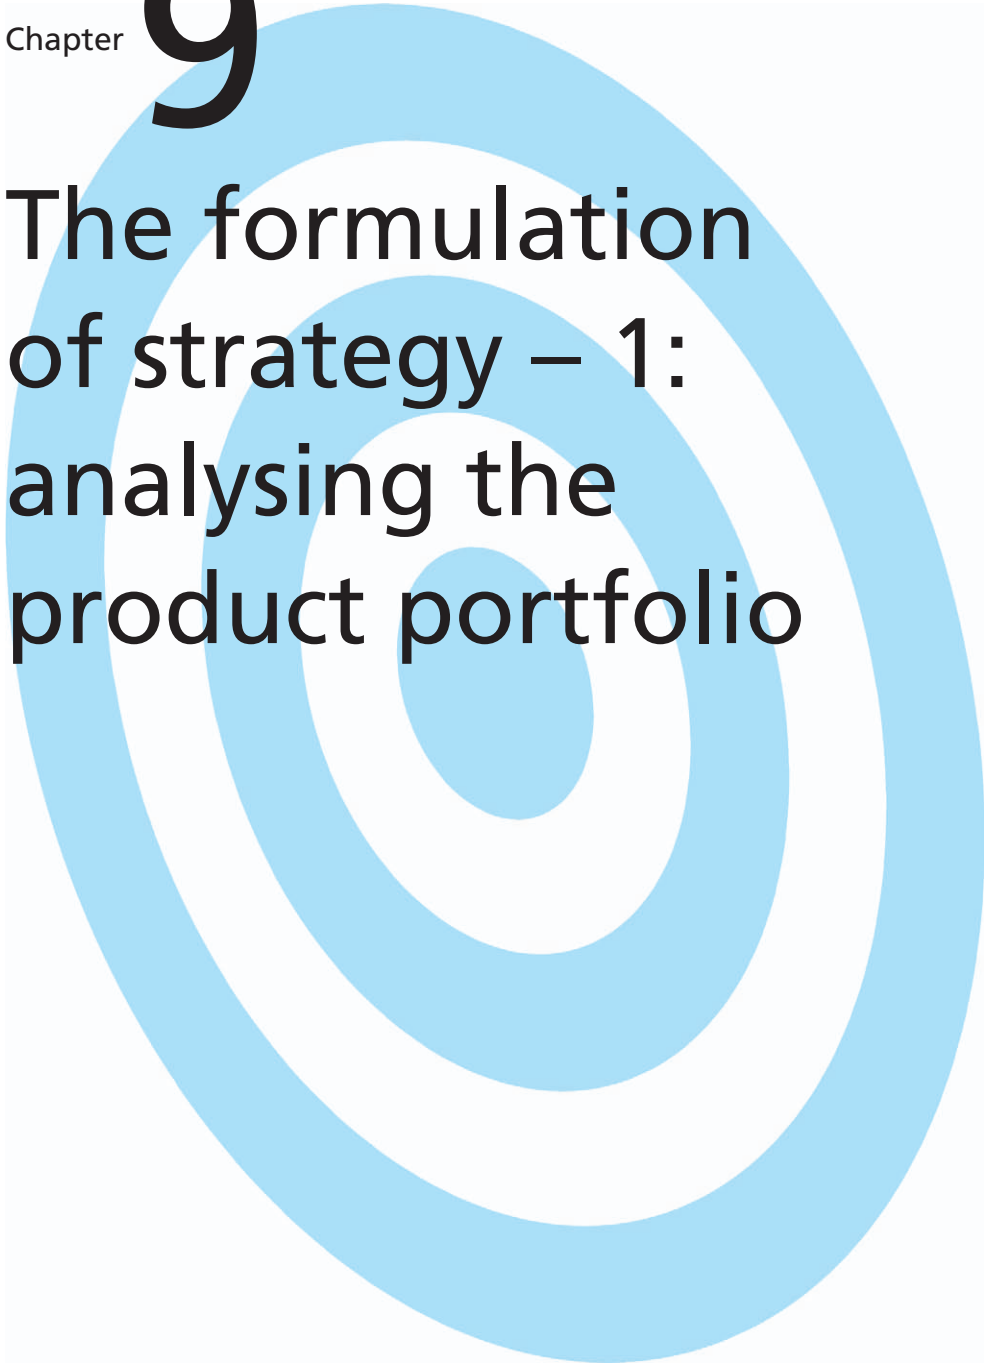 Chapter 9
The formulation
of strategy – 1:
analysing the
product portfolio